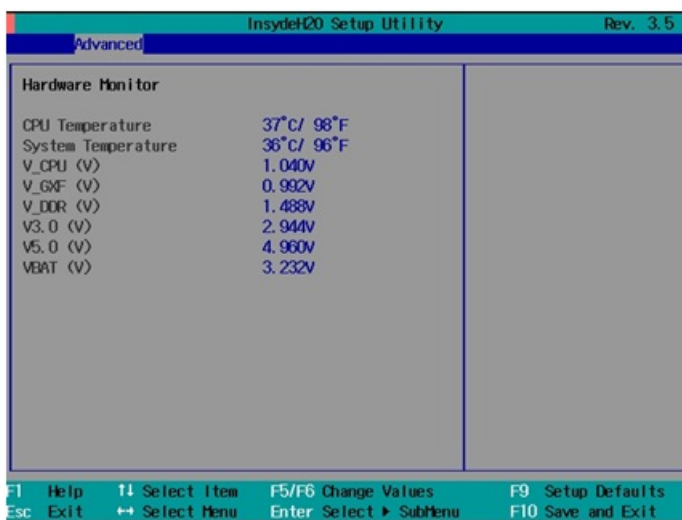 InsydeH2O Setup Utility Rev. 3.5
Advanced
Hardware Monitor
CPU Temperature 37°C/ 98°F
System Temperature 36°C/ 96°F
V_CPU (V) 1.040V
V_GXF (V) 0.992V
V_DDR (V) 1.488V
V3.0 (V) 2.944V
V5.0 (V) 4.960V
VBAT (V) 3.232V
F1 Help ↑↓ Select Item F5/F6 Change Values F9 Setup Defaults
Esc Exit ↔ Select Menu Enter Select ▶ SubMenu F10 Save and Exit